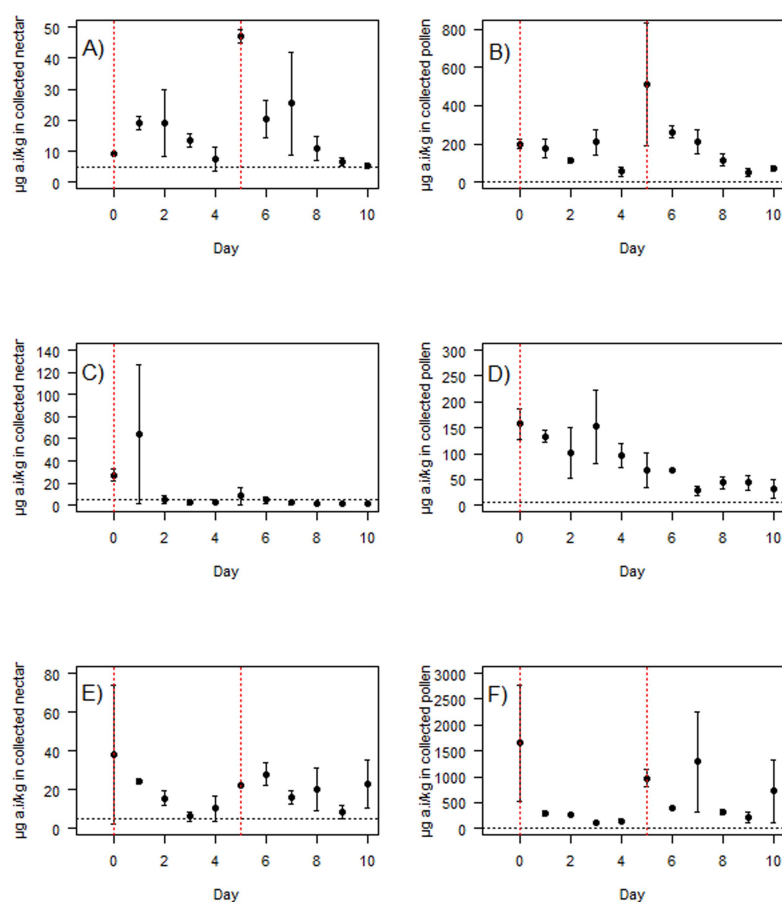 A)
µg a.i/kg in collected nectar
50
40
30
20
10
0
0 2 4 6 8 10
Day
B)
µg a.i/kg in collected pollen
800
600
400
200
0
0 2 4 6 8 10
Day
C)
µg a.i/kg in collected nectar
140
120
100
80
60
40
20
0
0 2 4 6 8 10
Day
D)
µg a.i/kg in collected pollen
300
250
200
150
100
50
0
0 2 4 6 8 10
Day
E)
µg a.i/kg in collected nectar
80
60
40
20
0
0 2 4 6 8 10
Day
F)
µg a.i/kg in collected pollen
3000
2500
2000
1500
1000
500
0
0 2 4 6 8 10
Day